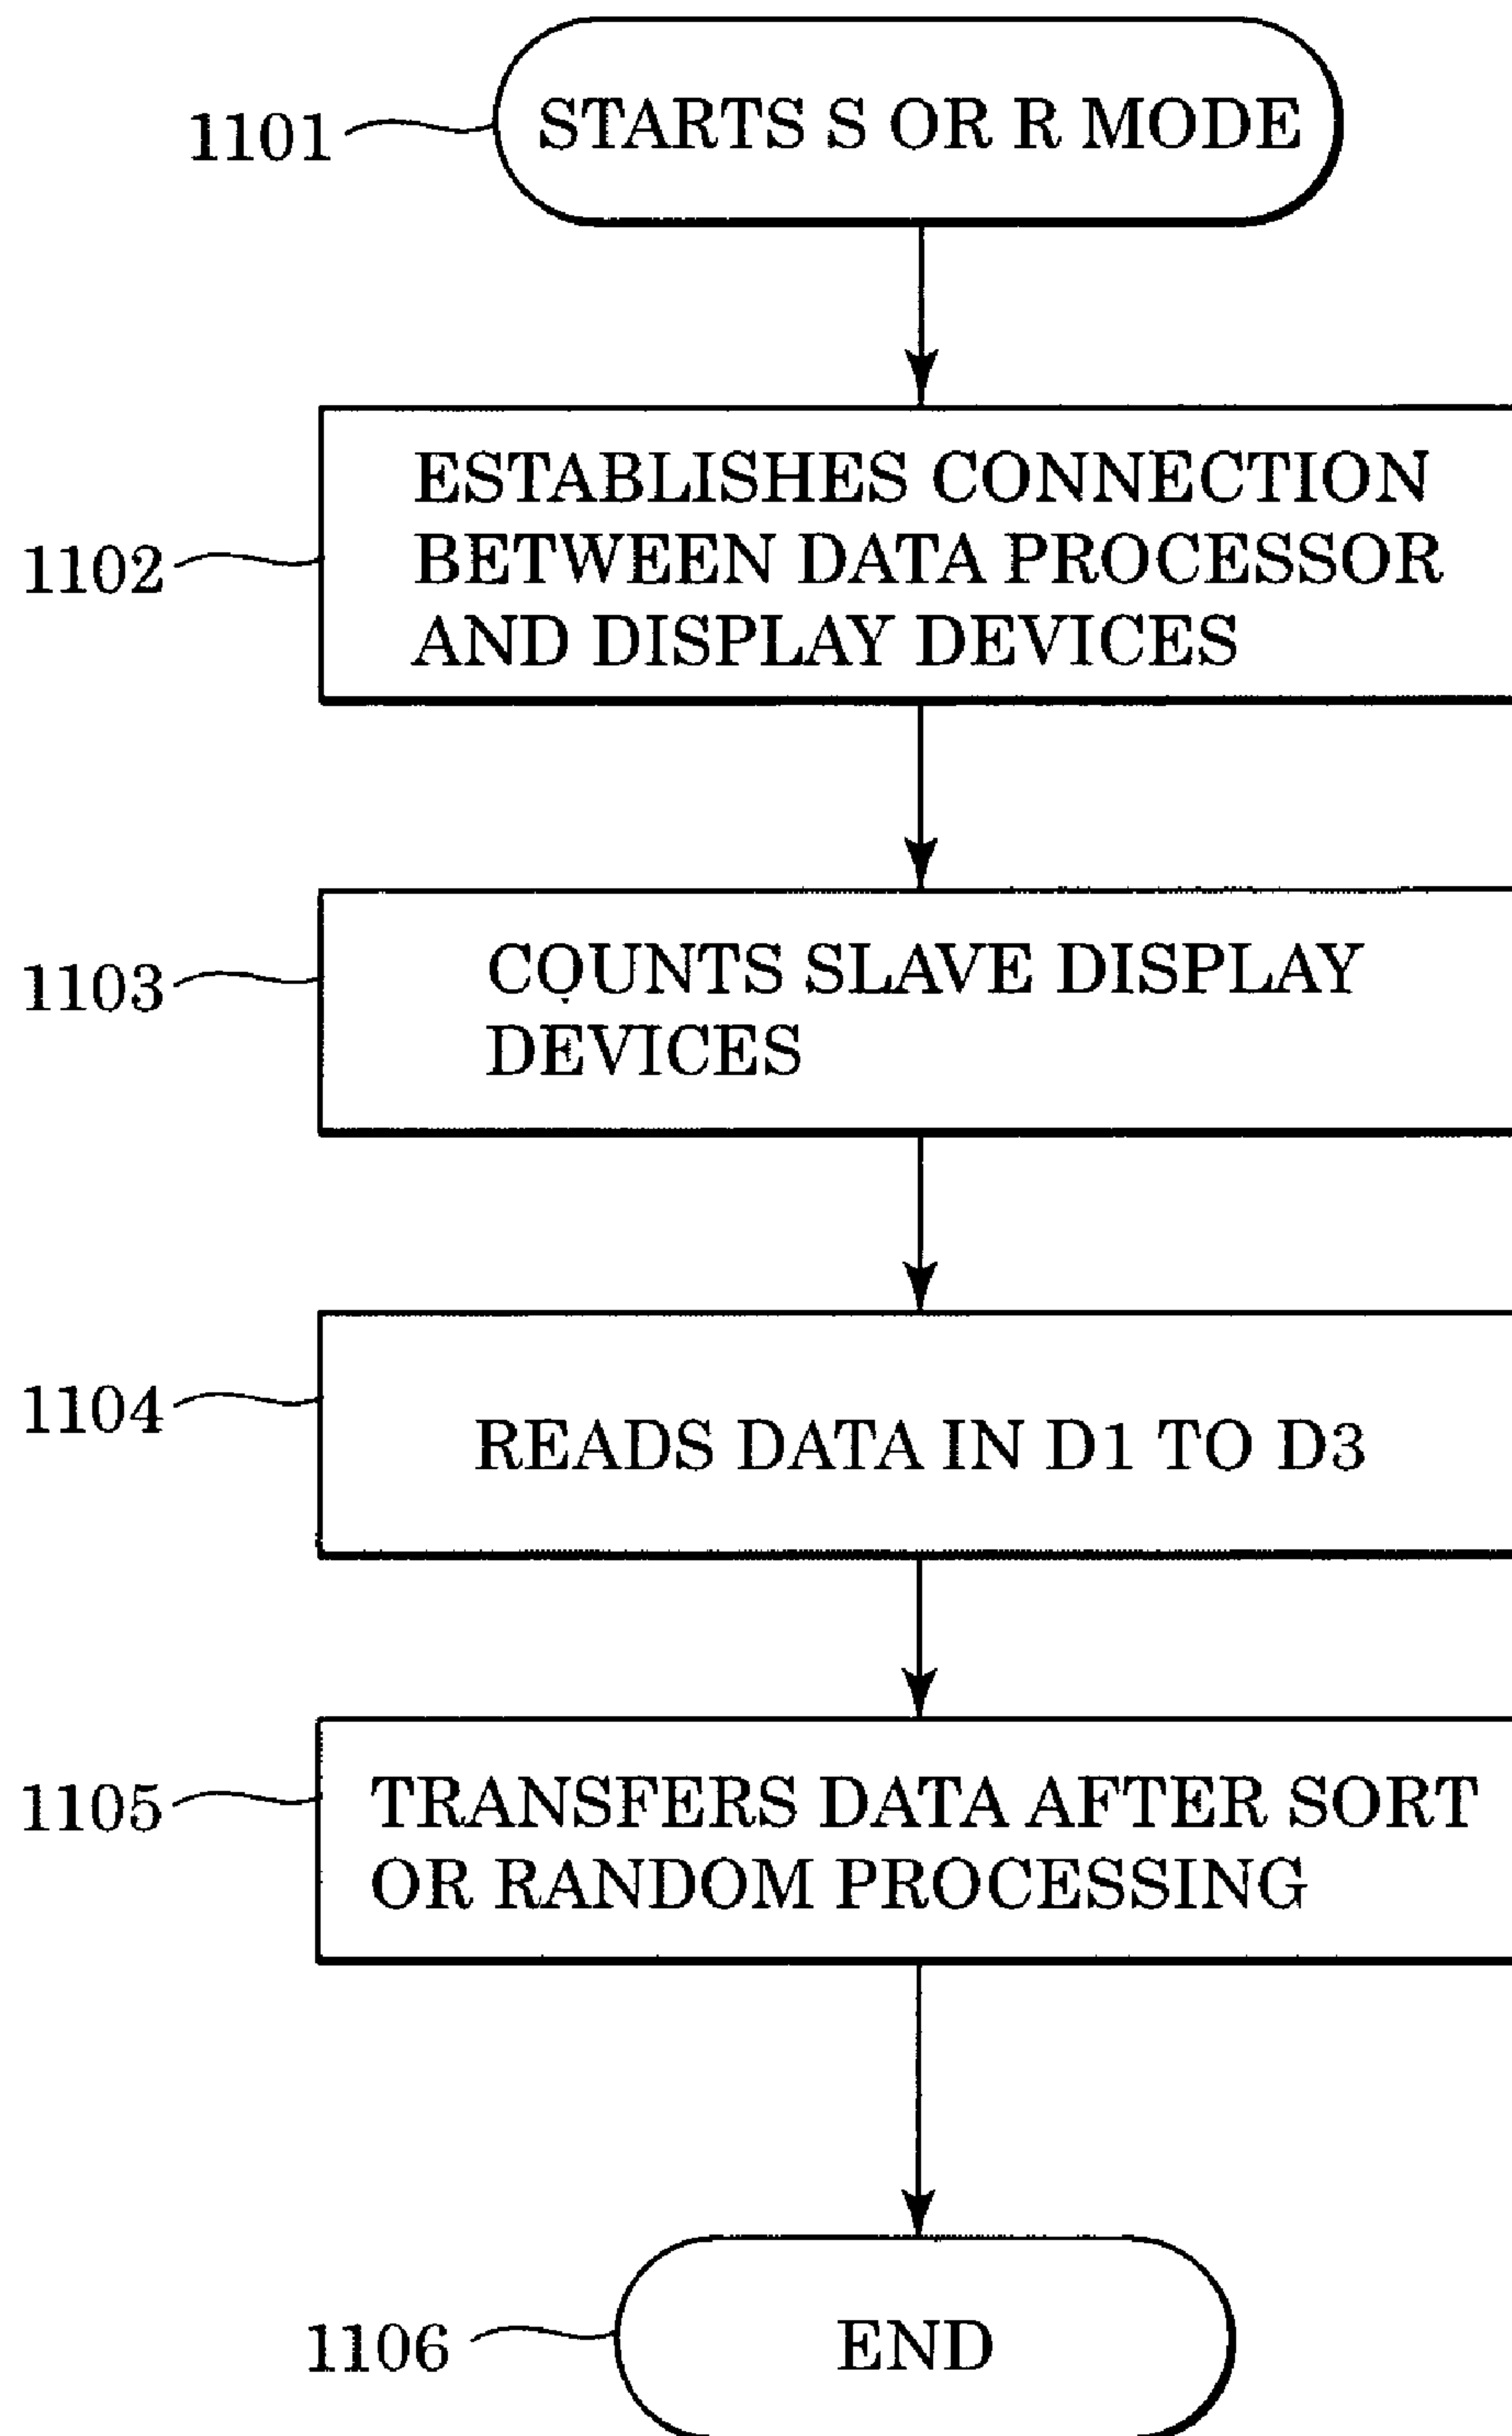 1101
STARTS S OR R MODE
1102
ESTABLISHES CONNECTION
BETWEEN DATA PROCESSOR
AND DISPLAY DEVICES
1103
COUNTS SLAVE DISPLAY
DEVICES
1104
READS DATA IN D1 TO D3
1105
TRANSFERS DATA AFTER SORT
OR RANDOM PROCESSING
1106
END